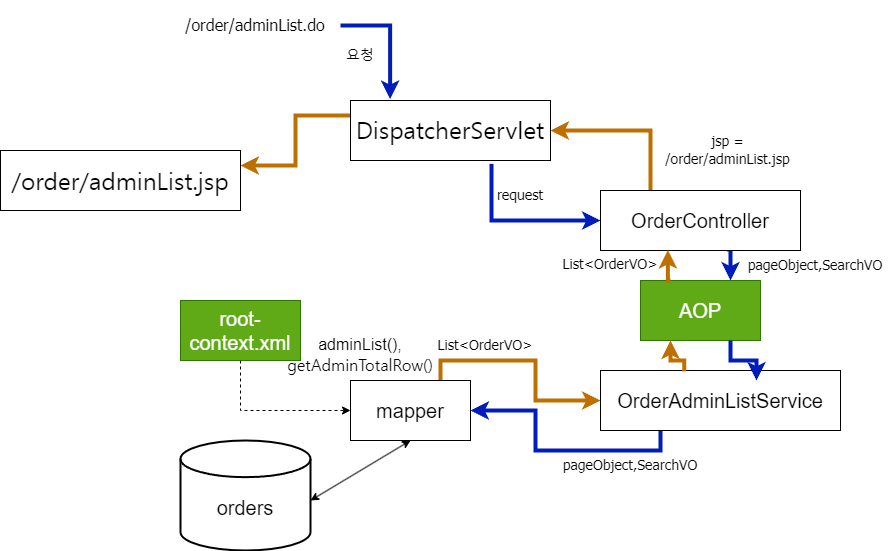 /order/adminList.do
요청
DispatcherServlet
jsp =
/order/adminList.jsp
/order/adminList.jsp
request
OrderController
List<OrderVO>
pageObject,SearchVO
AOP
root-
context.xml
adminList(),
getAdminTotalRow()
List<OrderVO>
mapper
OrderAdminListService
pageObject,SearchVO
orders